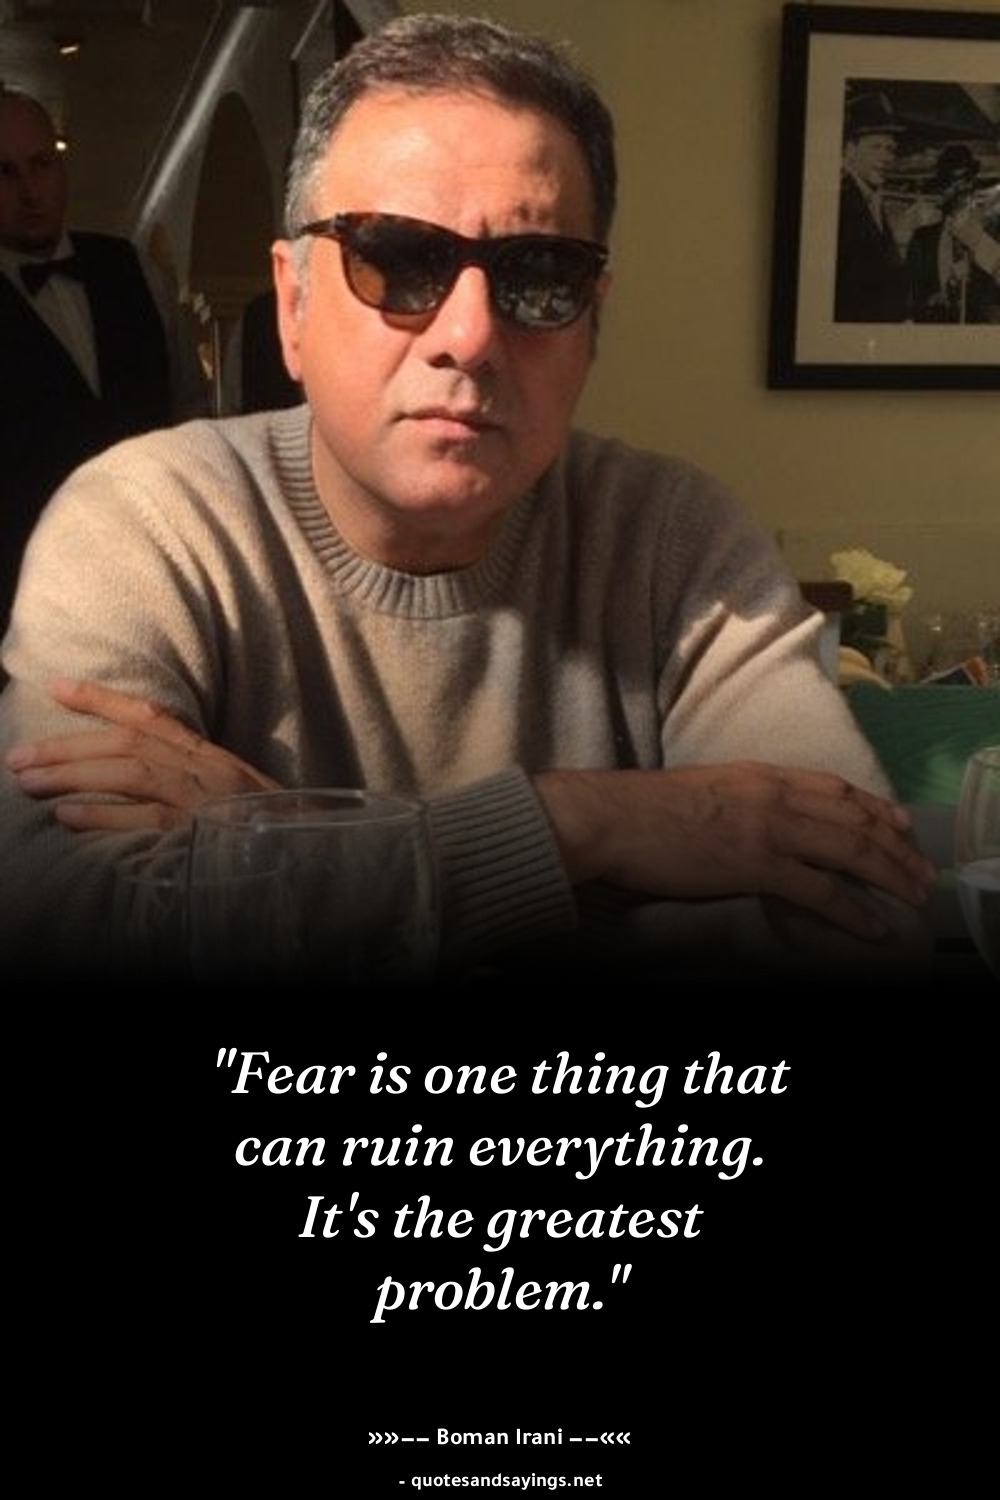 "Fear is one thing that
can ruin everything.
It's the greatest
problem."
»»–– Boman Irani ––««
- quotesandsayings.net